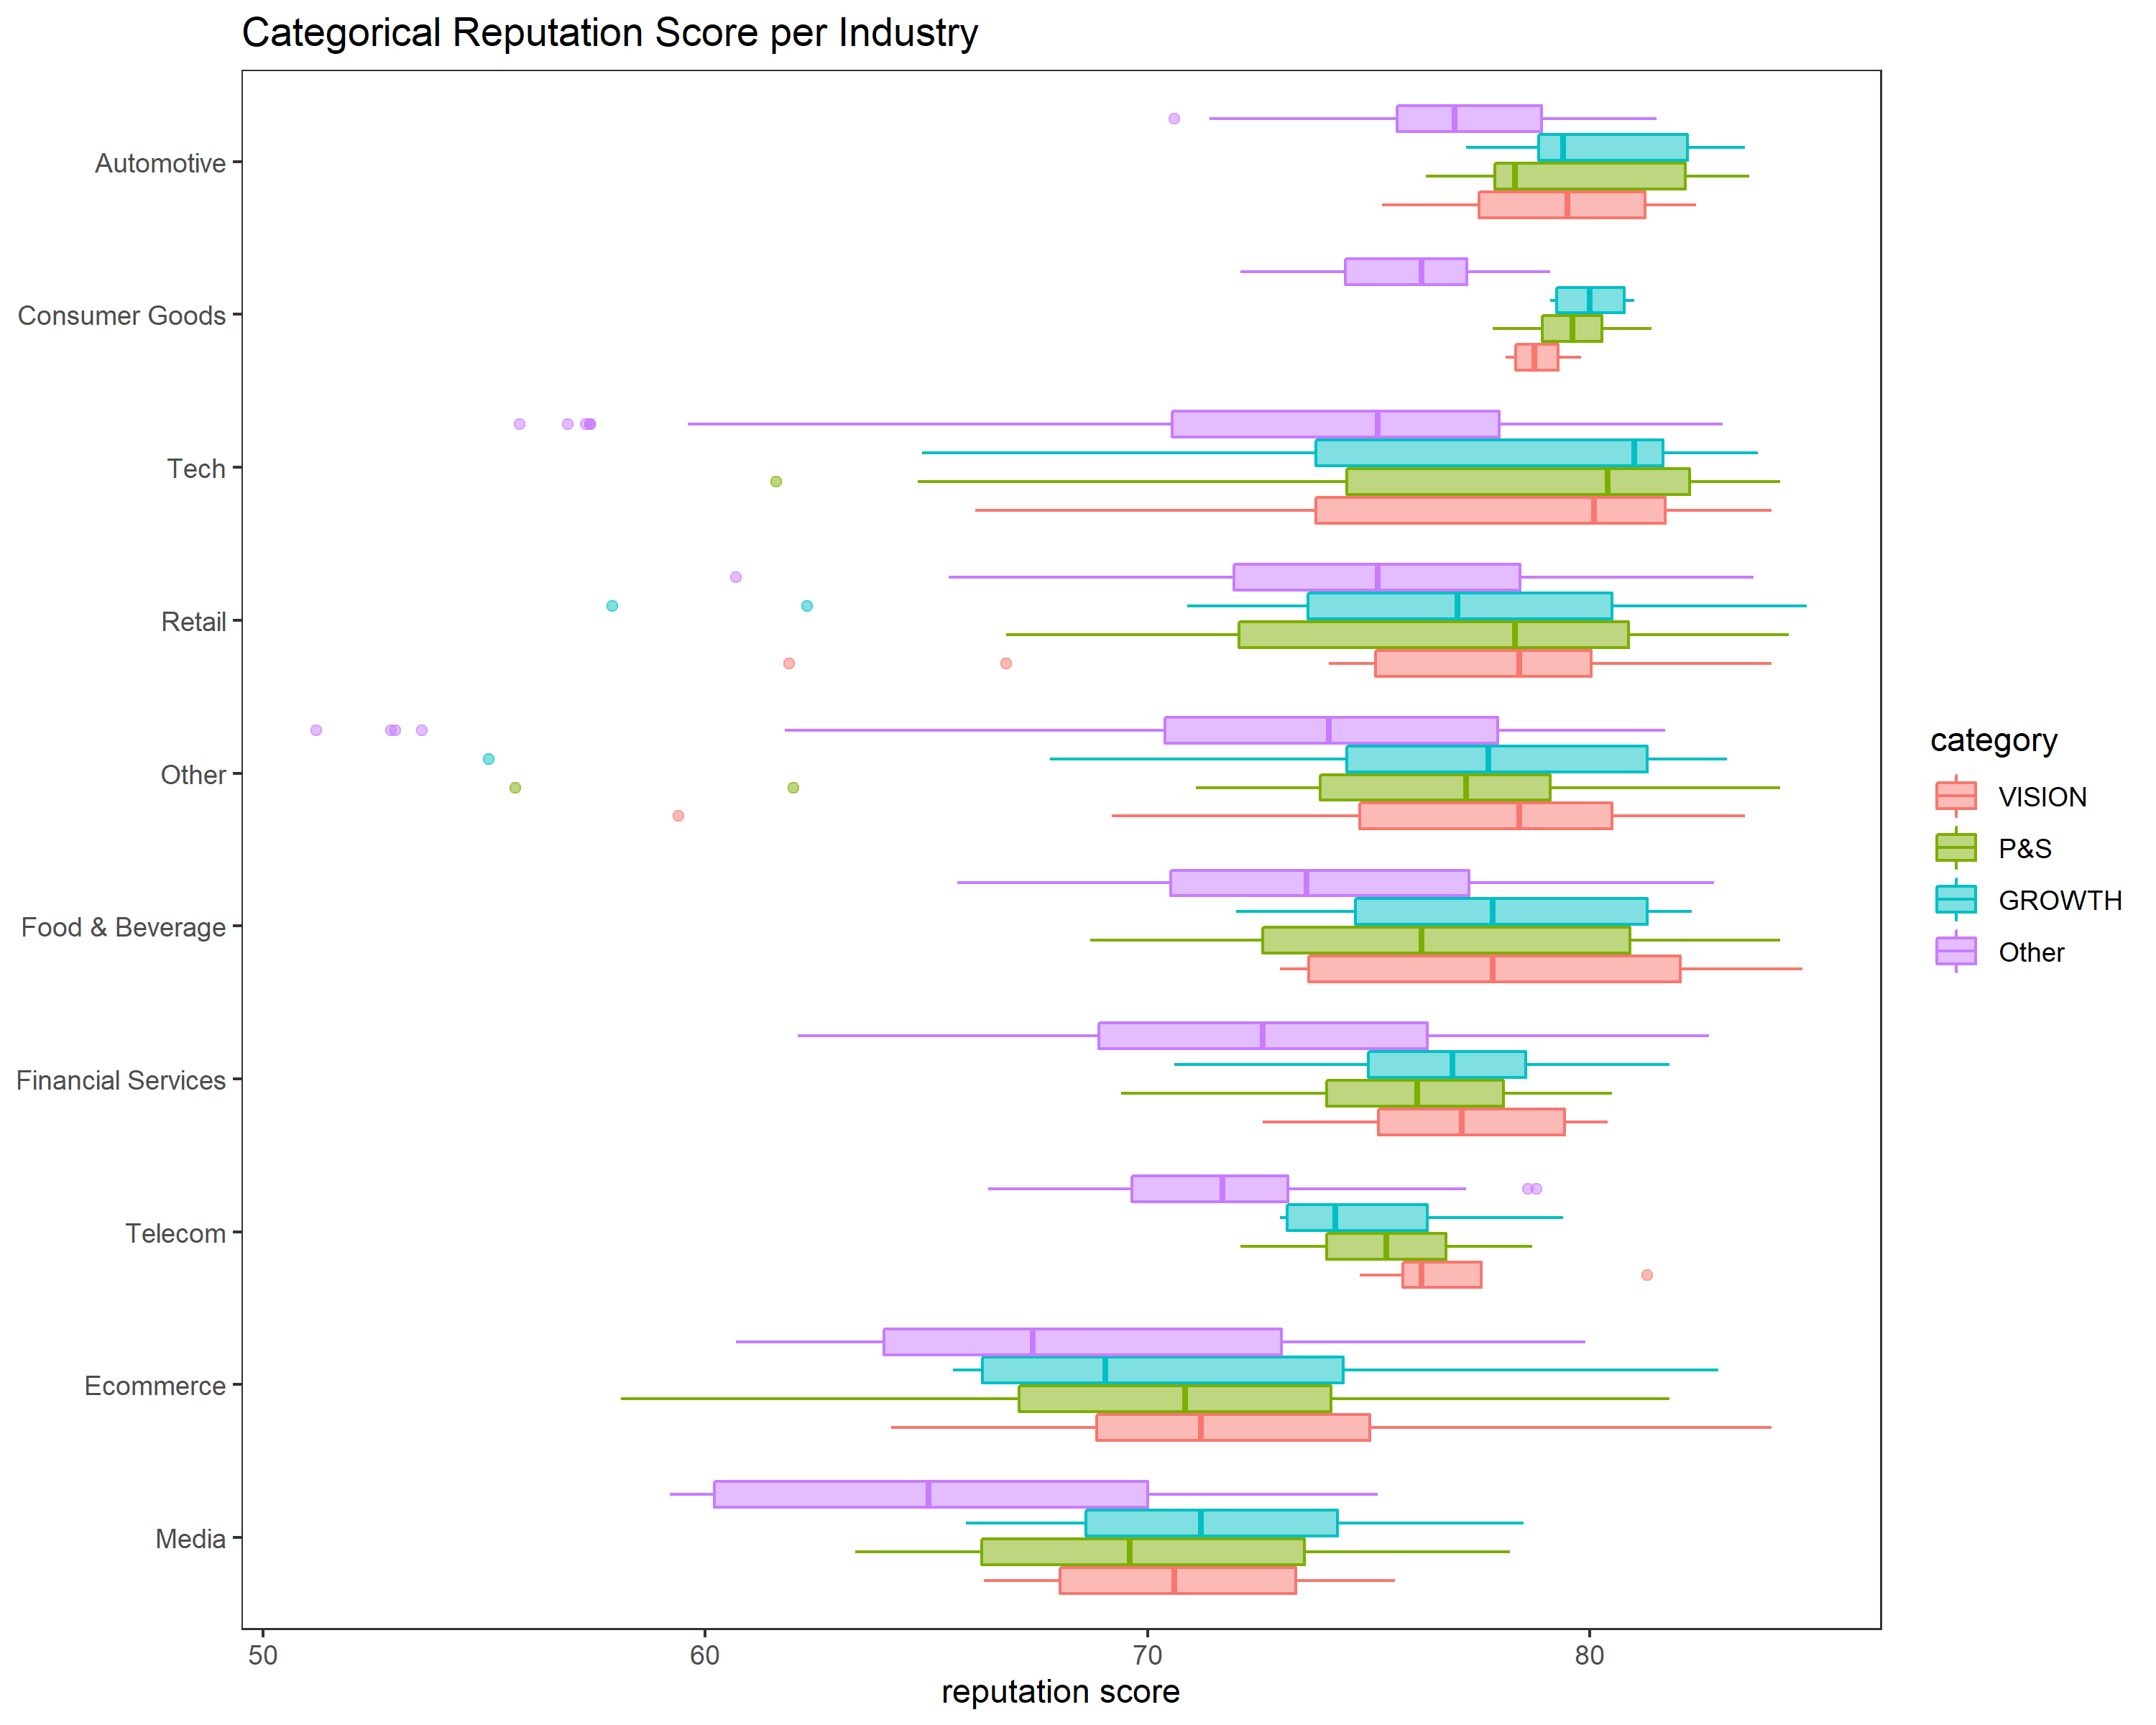 Categorical Reputation Score per Industry
Automotive
Consumer Goods
Tech
Retail
Other
Food & Beverage
Financial Services
Telecom
Ecommerce
Media
50 60 70 80
reputation score
category
VISION
P&S
GROWTH
Other